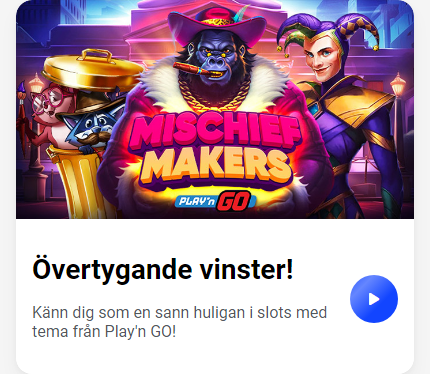 MISCHIEF
MAKERS
PLAY'n GO
Övertygande vinster!
Känn dig som en sann huligan i slots med
tema från Play'n GO!